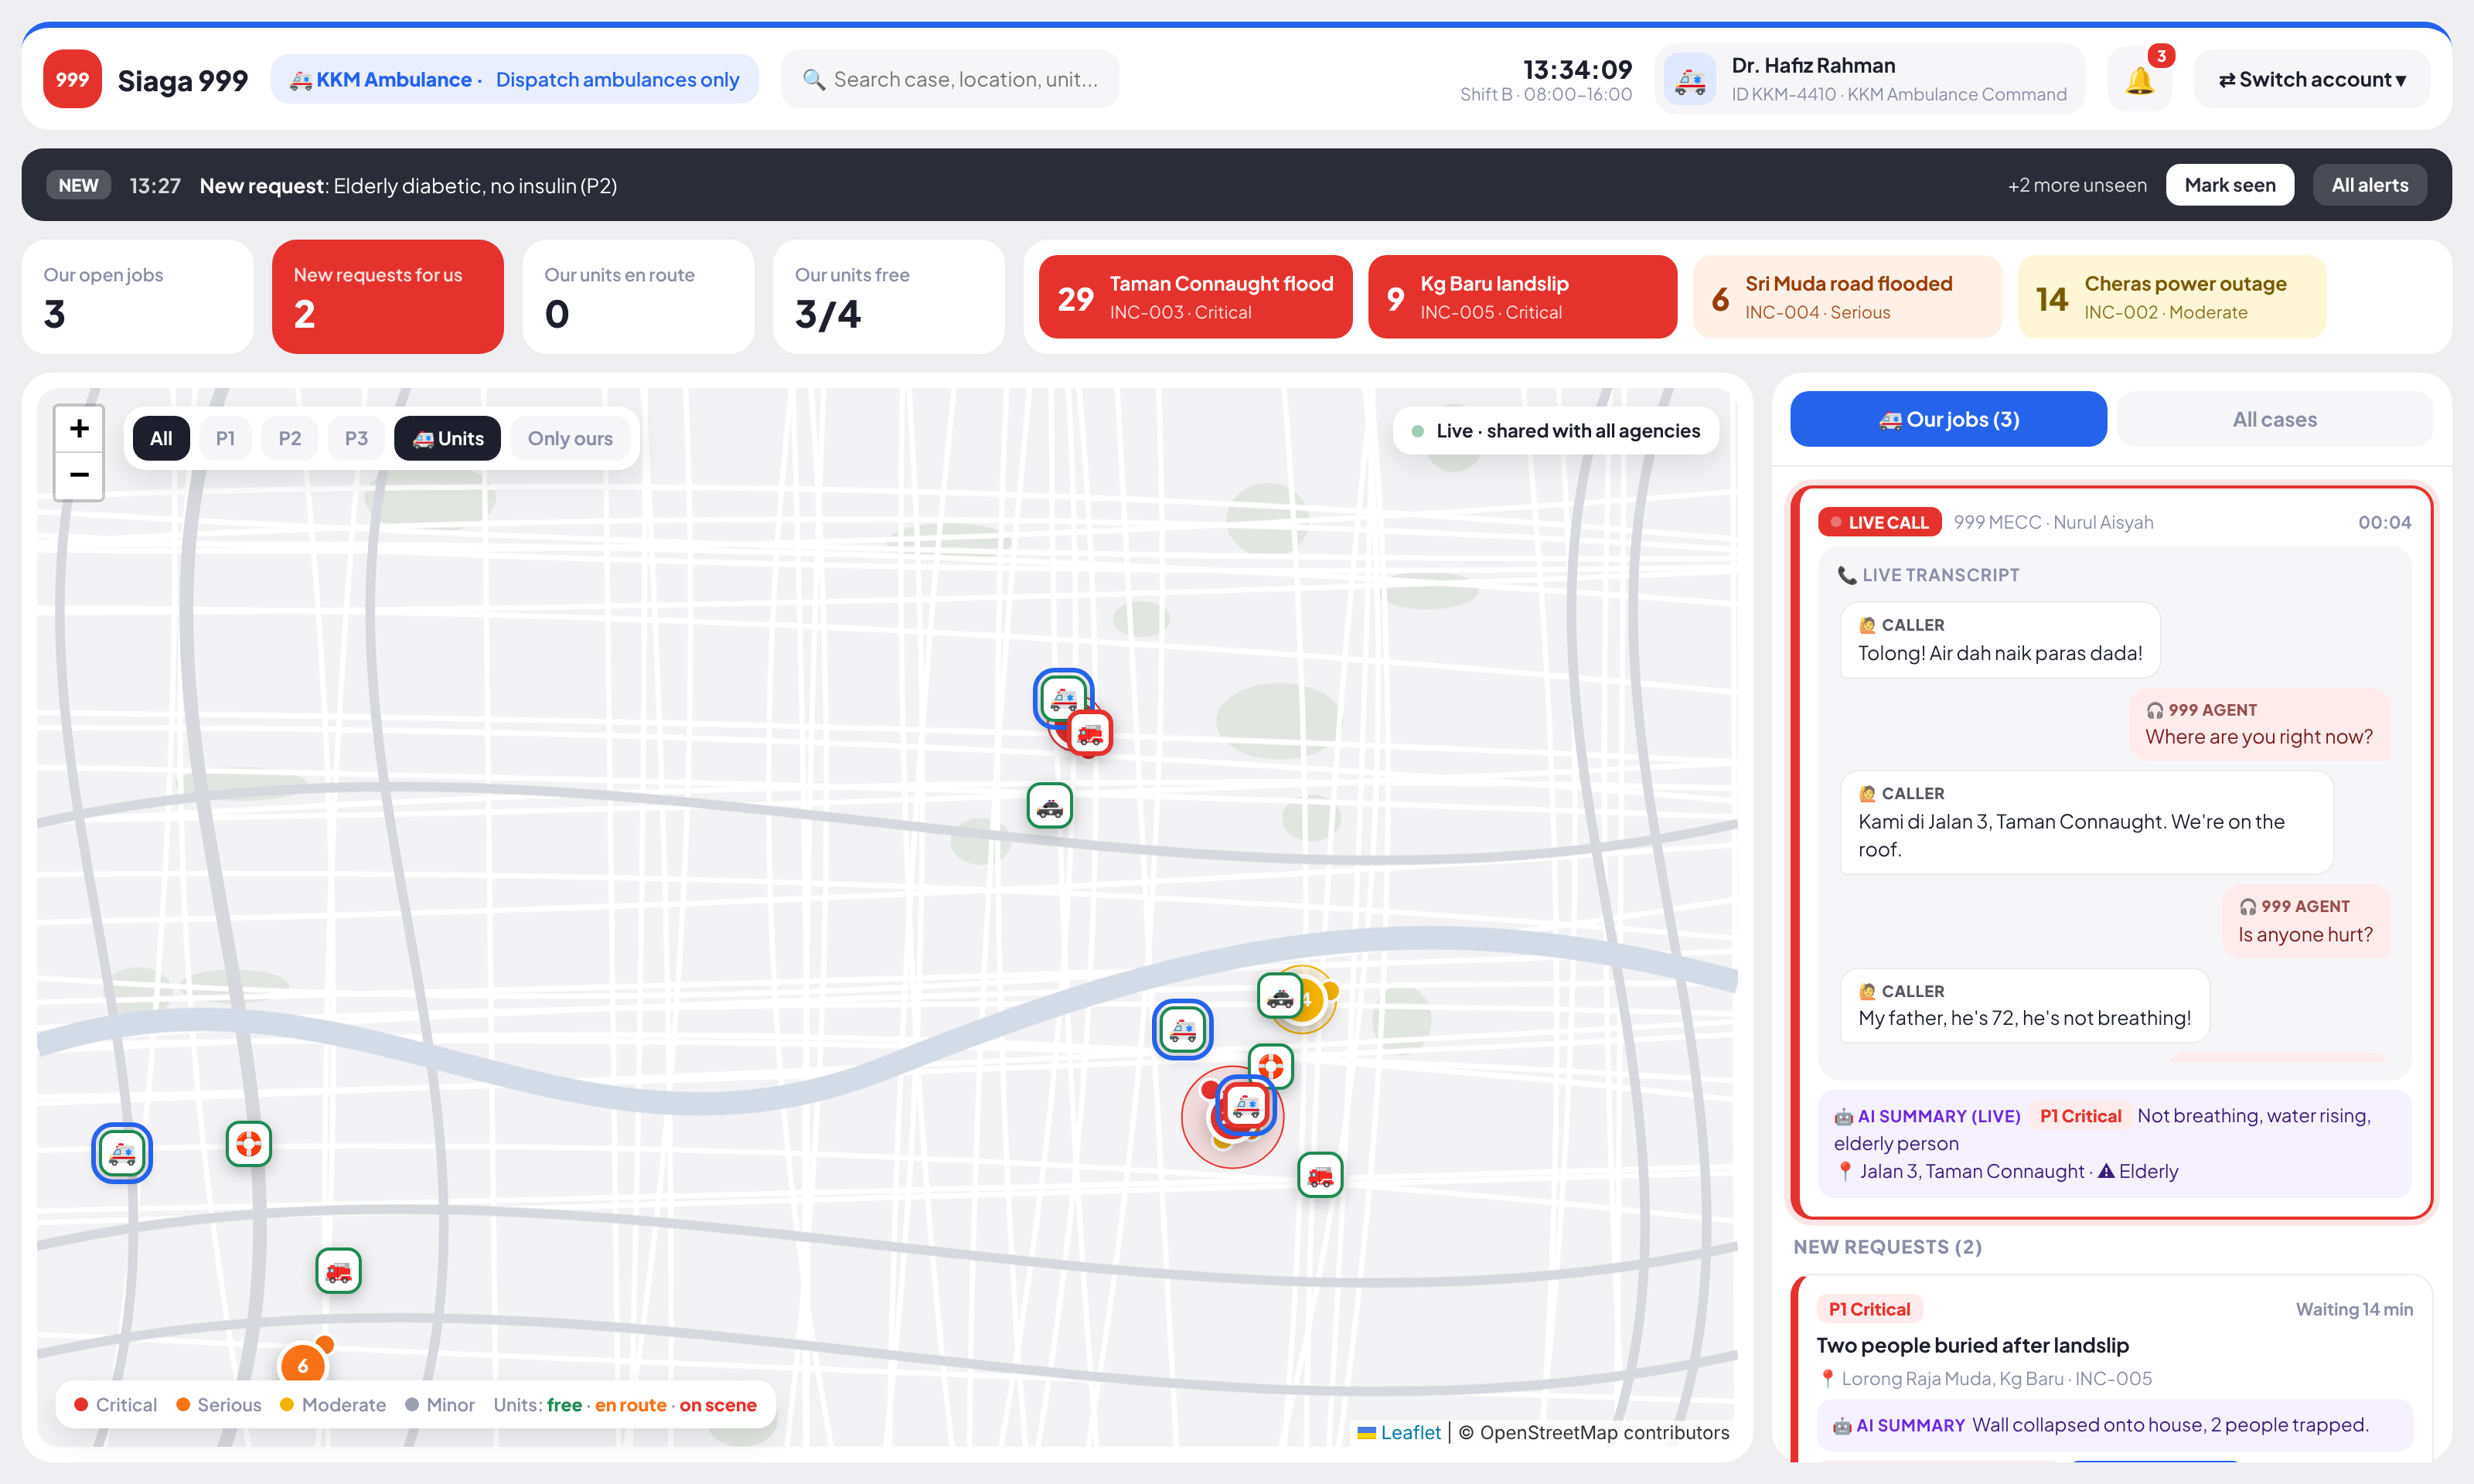 999 Siaga 999 KKM Ambulance · Dispatch ambulances only Search case, location, unit...
13:34:09
Shift B · 08:00–16:00
Dr. Hafiz Rahman
ID KKM-4410 · KKM Ambulance Command
3
⇄ Switch account ▾
NEW 13:27 New request: Elderly diabetic, no insulin (P2)
+2 more unseen Mark seen All alerts
Our open jobs
3
New requests for us
2
Our units en route
0
Our units free
3/4
29 Taman Connaught flood
INC-003 · Critical
9 Kg Baru landslip
INC-005 · Critical
6 Sri Muda road flooded
INC-004 · Serious
14 Cheras power outage
INC-002 · Moderate
+
−
All P1 P2 P3 Units Only ours
Live · shared with all agencies
4
6
Critical Serious Moderate Minor Units: free · en route · on scene
Leaflet | © OpenStreetMap contributors
Our jobs (3) All cases
LIVE CALL 999 MECC · Nurul Aisyah 00:04
LIVE TRANSCRIPT
CALLER
Tolong! Air dah naik paras dada!
999 AGENT
Where are you right now?
CALLER
Kami di Jalan 3, Taman Connaught. We're on the
roof.
999 AGENT
Is anyone hurt?
CALLER
My father, he's 72, he's not breathing!
AI SUMMARY (LIVE) P1 Critical Not breathing, water rising,
elderly person
Jalan 3, Taman Connaught · Elderly
NEW REQUESTS (2)
P1 Critical Waiting 14 min
Two people buried after landslip
Lorong Raja Muda, Kg Baru · INC-005
AI SUMMARY Wall collapsed onto house, 2 people trapped.